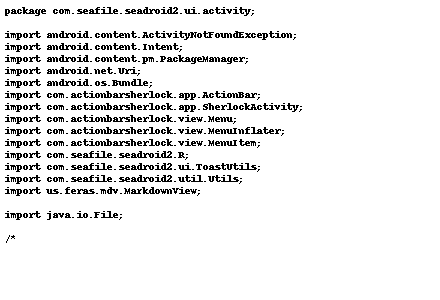 package com.seafile.seadroid2.ui.activity;
import android.content.ActivityNotFoundException;
import android.content.Intent;
import android.content.pm.PackageManager;
import android.net.Uri;
import android.os.Bundle;
import com.actionbarsherlock.app.ActionBar;
import com.actionbarsherlock.app.SherlockActivity;
import com.actionbarsherlock.view.Menu;
import com.actionbarsherlock.view.MenuInflater;
import com.actionbarsherlock.view.MenuItem;
import com.seafile.seadroid2.R;
import com.seafile.seadroid2.ui.ToastUtils;
import com.seafile.seadroid2.util.Utils;
import us.feras.mdv.MarkdownView;
import java.io.File;
/*